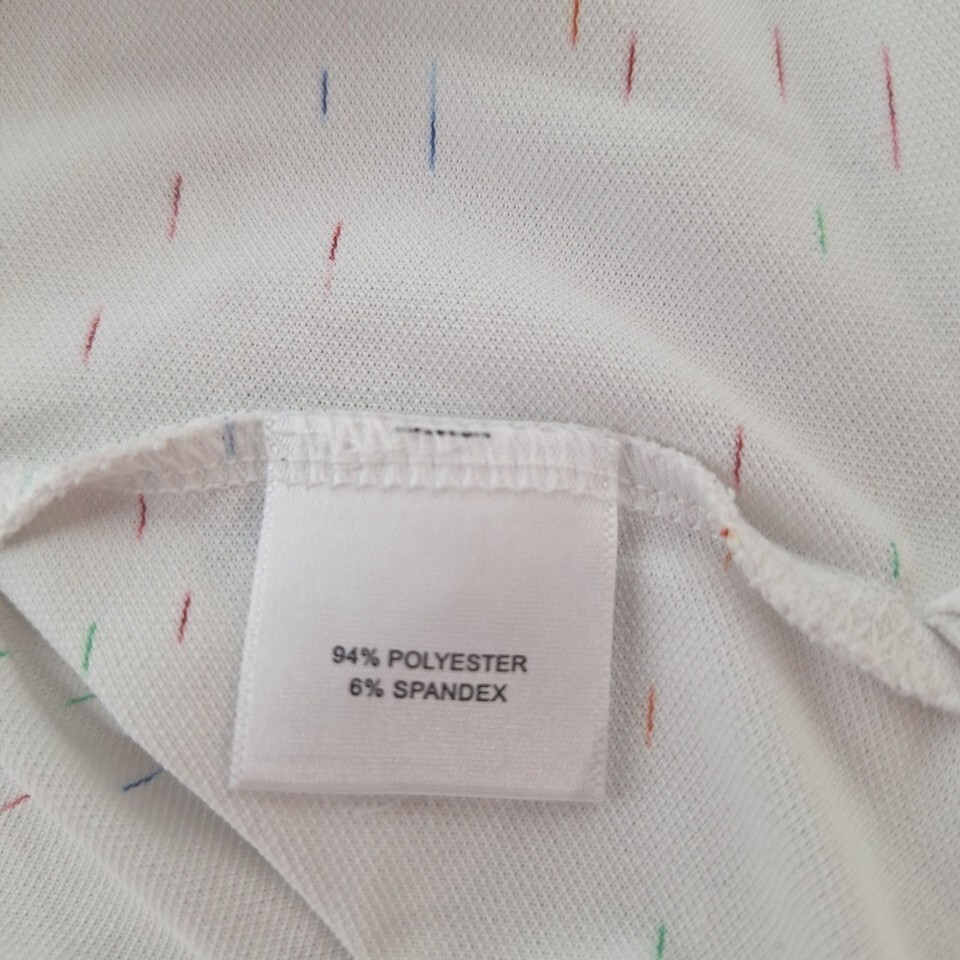 94% POLYESTER
6% SPANDEX